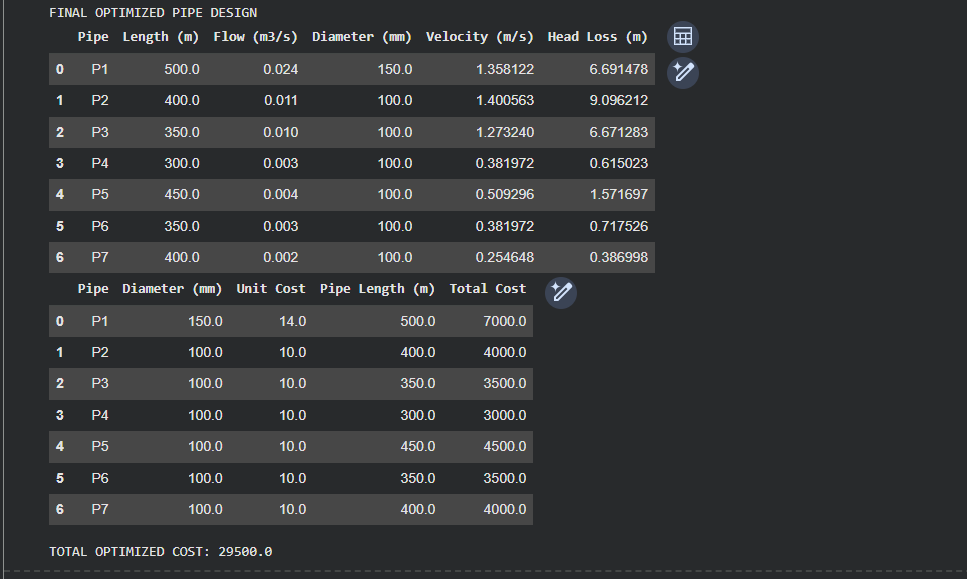 FINAL OPTIMIZED PIPE DESIGN
Pipe Length (m) Flow (m3/s) Diameter (mm) Velocity (m/s) Head Loss (m)
0 P1 500.0 0.024 150.0 1.358122 6.691478
1 P2 400.0 0.011 100.0 1.400563 9.096212
2 P3 350.0 0.010 100.0 1.273240 6.671283
3 P4 300.0 0.003 100.0 0.381972 0.615023
4 P5 450.0 0.004 100.0 0.509296 1.571697
5 P6 350.0 0.003 100.0 0.381972 0.717526
6 P7 400.0 0.002 100.0 0.254648 0.386998
Pipe Diameter (mm) Unit Cost Pipe Length (m) Total Cost
0 P1 150.0 14.0 500.0 7000.0
1 P2 100.0 10.0 400.0 4000.0
2 P3 100.0 10.0 350.0 3500.0
3 P4 100.0 10.0 300.0 3000.0
4 P5 100.0 10.0 450.0 4500.0
5 P6 100.0 10.0 350.0 3500.0
6 P7 100.0 10.0 400.0 4000.0
TOTAL OPTIMIZED COST: 29500.0